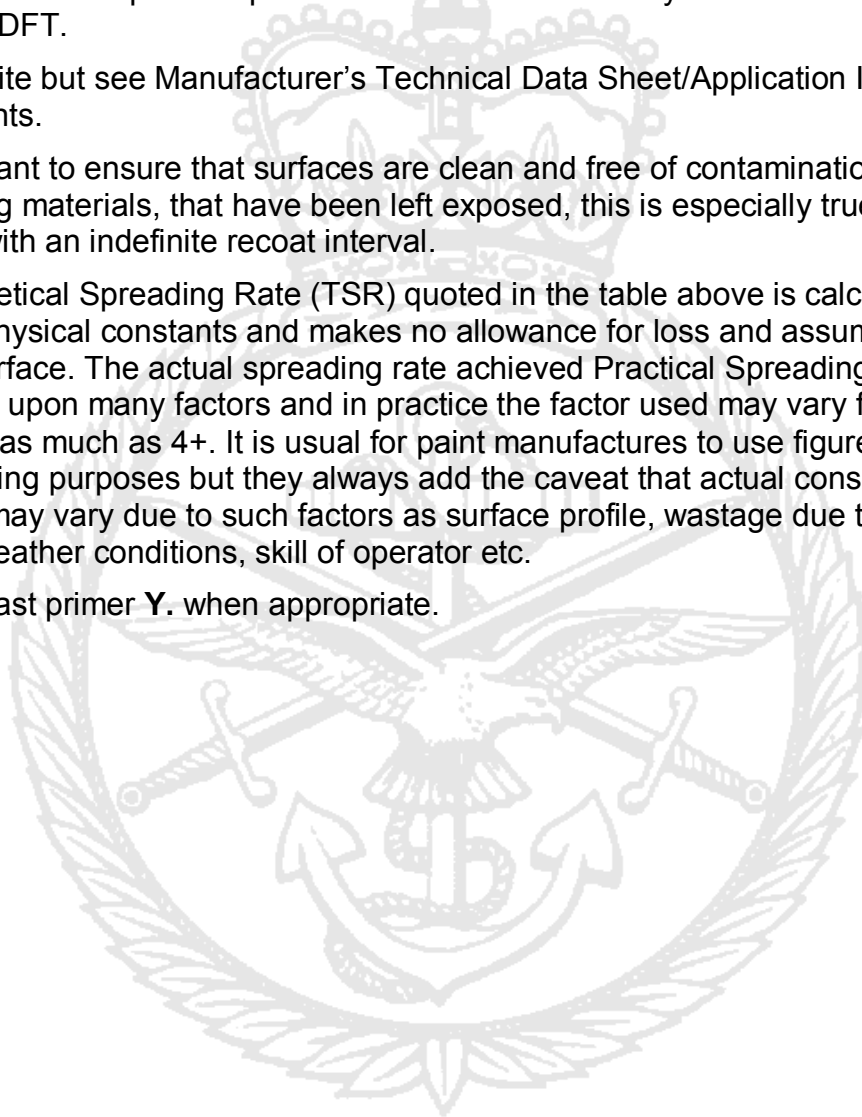 DFT.
ite but see Manufacturer’s Technical Data Sheet/Application I
nts.
ant to ensure that surfaces are clean and free of contaminatio
g materials, that have been left exposed, this is especially true
with an indefinite recoat interval.
etical Spreading Rate (TSR) quoted in the table above is calc
hysical constants and makes no allowance for loss and assum
rface. The actual spreading rate achieved Practical Spreading
upon many factors and in practice the factor used may vary f
as much as 4+. It is usual for paint manufactures to use figure
ing purposes but they always add the caveat that actual cons
may vary due to such factors as surface profile, wastage due t
eather conditions, skill of operator etc.
ast primer Y. when appropriate.